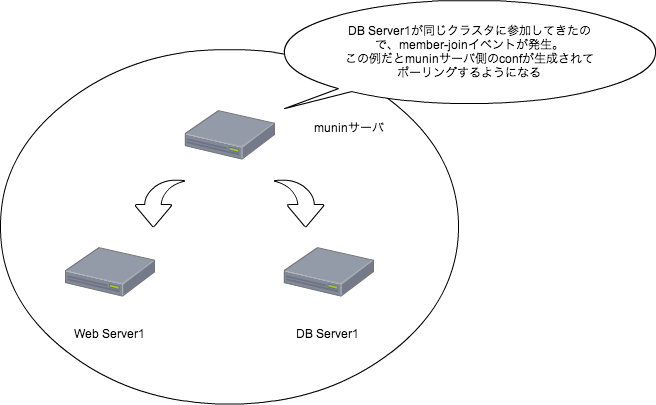 DB Server1が同じクラスタに参加してきたの
で、member-joinイベントが発生。
この例だとmuninサーバ側のconfが生成されて
ポーリングするようになる
muninサーバ
Web Server1
DB Server1